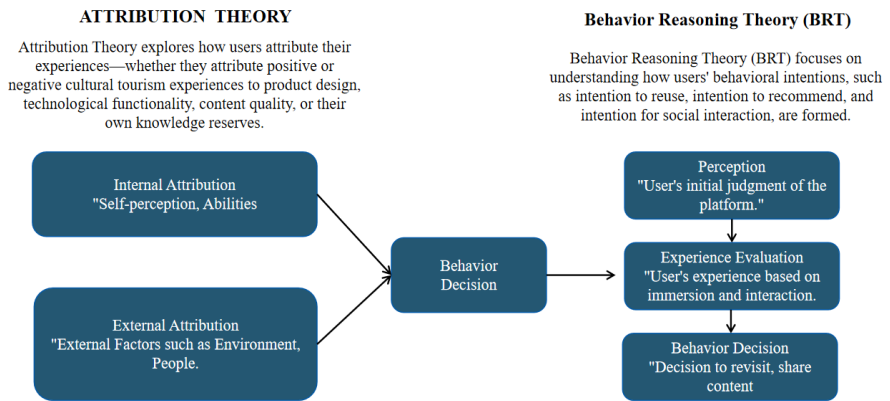 ATTRIBUTION THEORY
Attribution Theory explores how users attribute their
experiences—whether they attribute positive or
negative cultural tourism experiences to product design,
technological functionality, content quality, or their
own knowledge reserves.
Internal Attribution
"Self-perception, Abilities
External Attribution
"External Factors such as Environment,
People.
Behavior
Decision
Behavior Reasoning Theory (BRT)
Behavior Reasoning Theory (BRT) focuses on
understanding how users' behavioral intentions, such
as intention to reuse, intention to recommend, and
intention for social interaction, are formed.
Perception
"User's initial judgment of the
platform."
Experience Evaluation
"User's experience based on
immersion and interaction.
Behavior Decision
"Decision to revisit, share
content